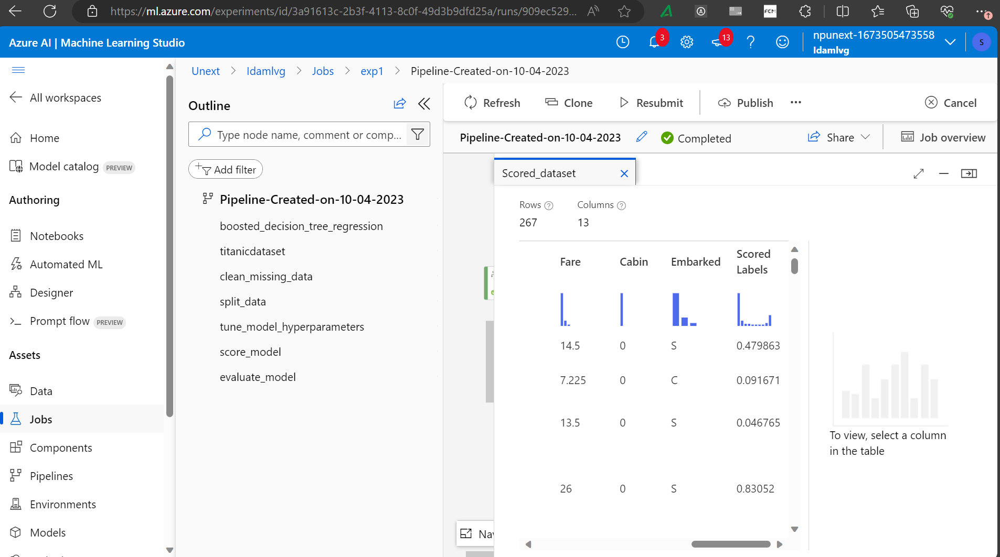 https://ml.azure.com/experiments/id/3a91613c-2b3f-4113-8c0f-49d3b9dfd25a/runs/909ec529...
FCM
Azure AI | Machine Learning Studio
3
13
npunext-1673505473558
ldamlvg
S
All workspaces
Home
Model catalog PREVIEW
Authoring
Notebooks
Automated ML
Designer
Prompt flow PREVIEW
Assets
Data
Jobs
Components
Pipelines
Environments
Models
Unext > ldamlvg > Jobs > exp1 > Pipeline-Created-on-10-04-2023
Outline
Type node name, comment or comp...
Add filter
Pipeline-Created-on-10-04-2023
boosted_decision_tree_regression
titanicdataset
clean_missing_data
split_data
tune_model_hyperparameters
score_model
evaluate_model
Refresh Clone Resubmit Publish ... Cancel
Pipeline-Created-on-10-04-2023 Completed Share Job overview
Scored_dataset
Rows Columns
267 13
Fare Cabin Embarked Scored Labels
14.5 0 S 0.479863
7.225 0 C 0.091671
13.5 0 S 0.046765
26 0 S 0.83052
To view, select a column
in the table